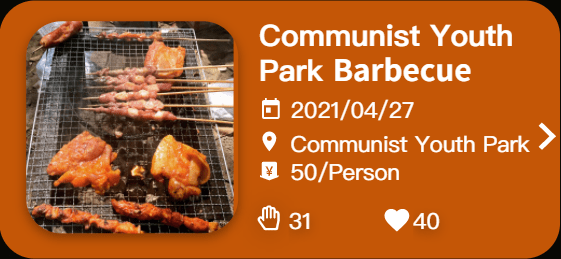 Communist Youth
Park Barbecue
2021/04/27
Communist Youth Park
¥ 50/Person
31 40